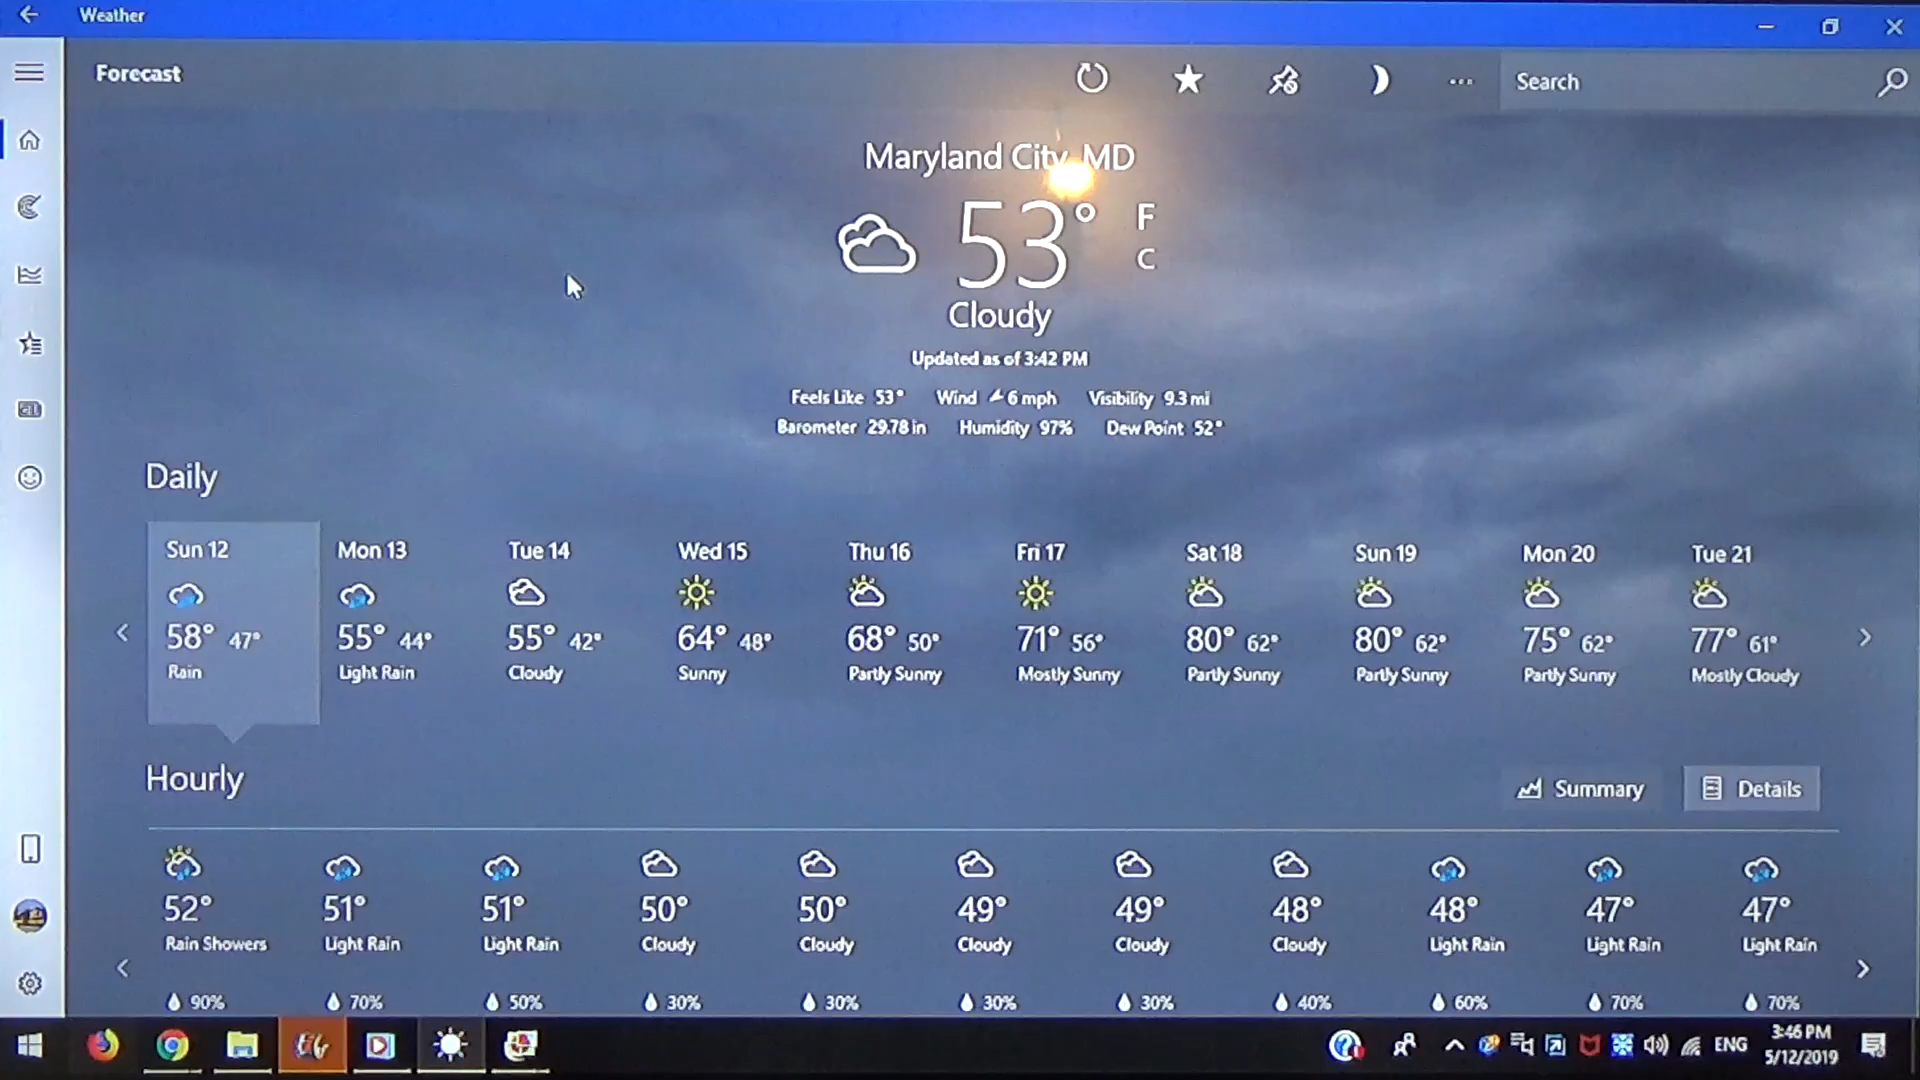 Weather
Forecast
Search
Maryland City, MD
53° F
C
Cloudy
Updated as of 3:42 PM
Feels Like 53° Wind 6 mph Visibility 9.3 mi
Barometer 29.78 in Humidity 97% Dew Point 52°
Daily
Sun 12 Mon 13 Tue 14 Wed 15 Thu 16 Fri 17 Sat 18 Sun 19 Mon 20 Tue 21
58° 47° 55° 44° 55° 42° 64° 48° 68° 50° 71° 56° 80° 62° 80° 62° 75° 62° 77° 61°
Rain Light Rain Cloudy Sunny Partly Sunny Mostly Sunny Partly Sunny Partly Sunny Partly Sunny Mostly Cloudy
Hourly
Summary Details
52° 51° 51° 50° 50° 49° 49° 48° 48° 47° 47°
Rain Showers Light Rain Light Rain Cloudy Cloudy Cloudy Cloudy Cloudy Light Rain Light Rain Light Rain
90% 70% 50% 30% 30% 30% 30% 40% 60% 70% 70%
ENG
3:46 PM
5/12/2019